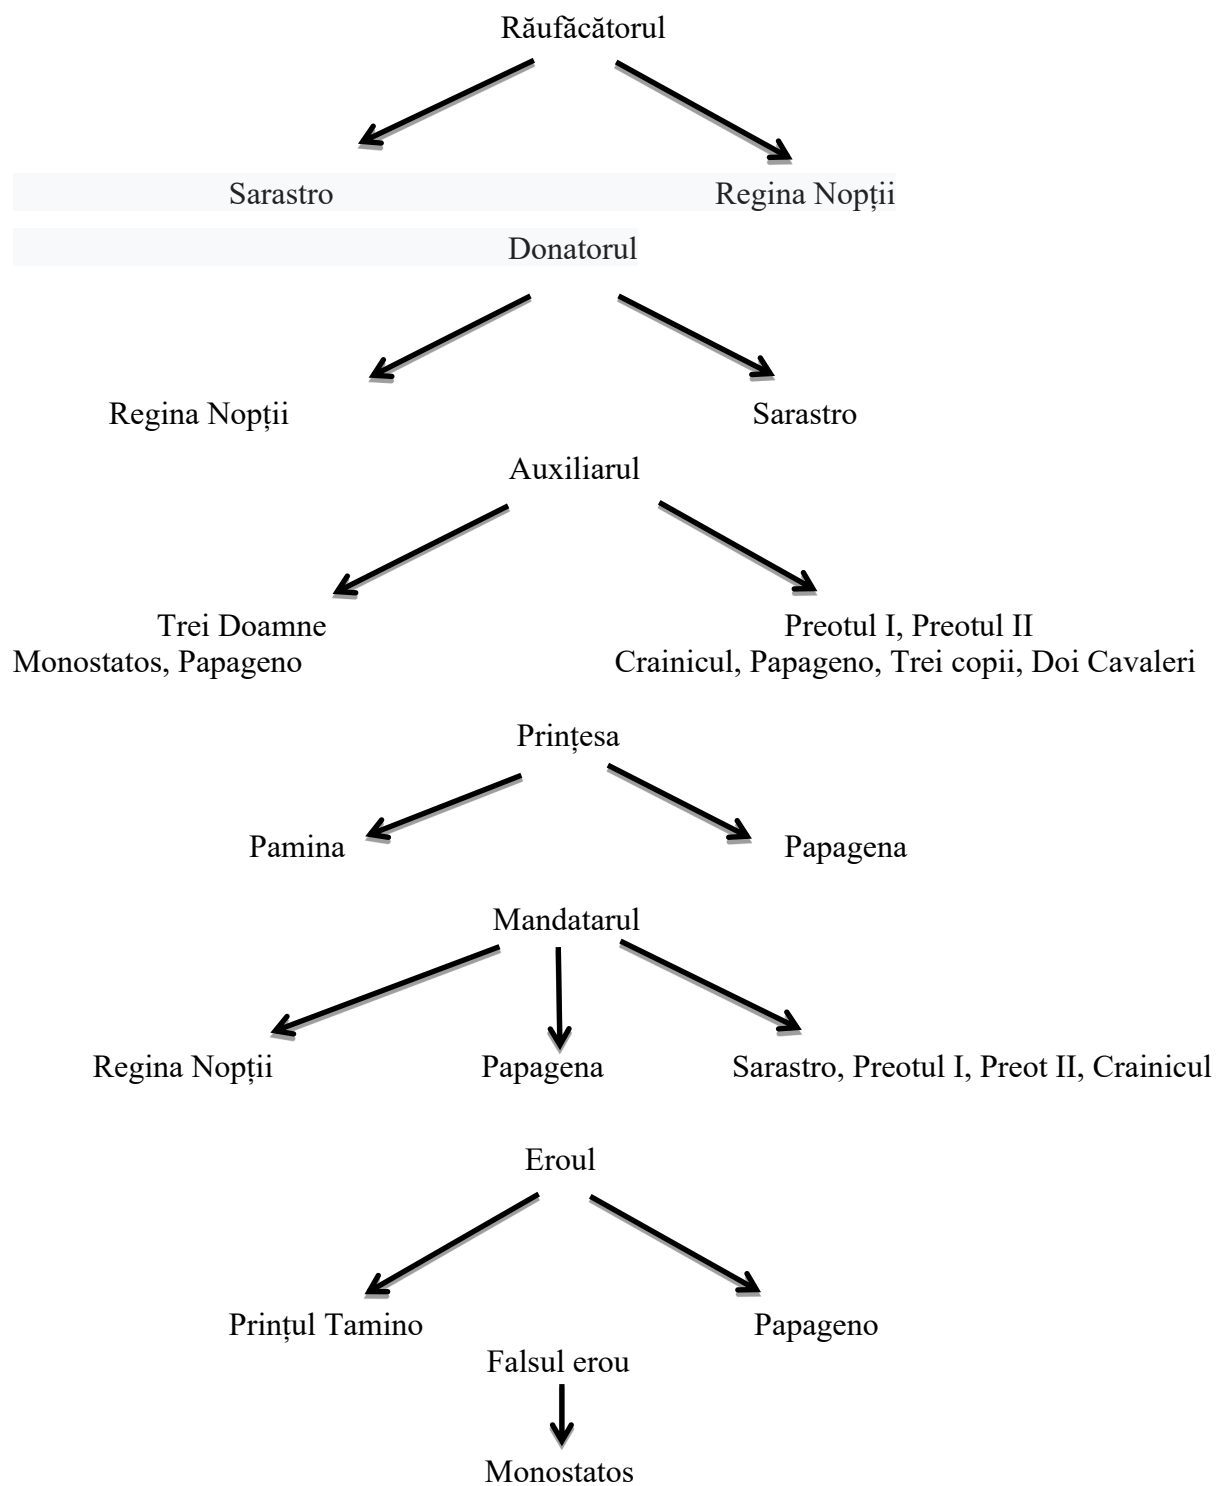 Răufăcătorul
Sarastro Regina Nopții
Donatorul
Regina Nopții Sarastro
Auxiliarul
Trei Doamne Preotul I, Preotul II
Monostatos, Papageno Crainicul, Papageno, Trei copii, Doi Cavaleri
Prințesa
Pamina Papagena
Mandatarul
Regina Nopții Papagena Sarastro, Preotul I, Preot II, Crainicul
Eroul
Prințul Tamino Papageno
Falsul erou
Monostatos